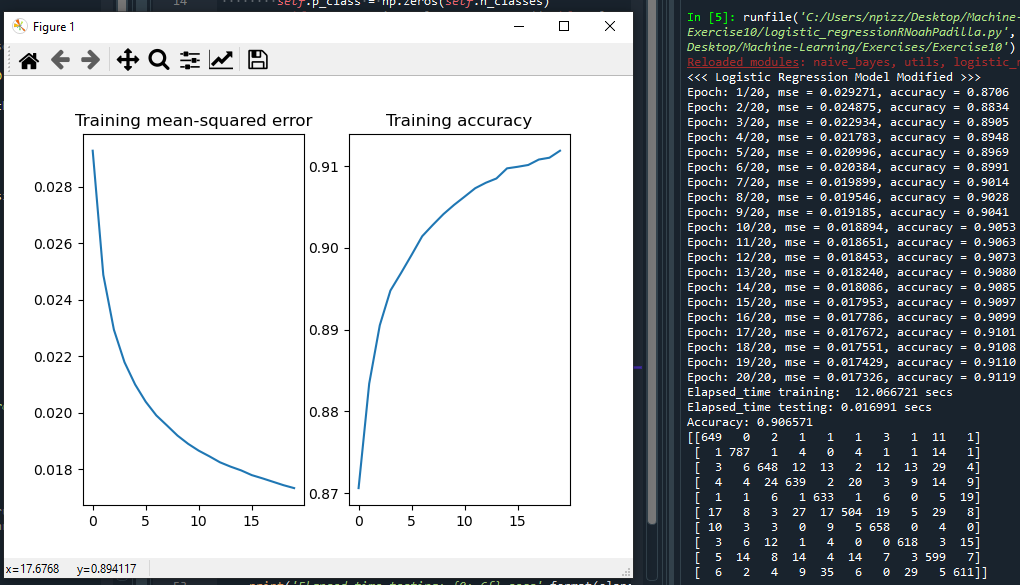 14 self.p_class = np.zeros(self.n_classes)
Figure 1
Training mean-squared error
0.028
0.026
0.024
0.022
0.020
0.018
0 5 10 15
Training accuracy
0.91
0.90
0.89
0.88
0.87
0 5 10 15
x=17.6768 y=0.894117
print('Elapsed_time testing: {0:.6f} secs'.format(elap
In [5]: runfile('C:/Users/npizz/Desktop/Machine-
Exercise10/logistic_regressionRNoahPadilla.py',
Desktop/Machine-Learning/Exercises/Exercise10')
Reloaded modules: naive_bayes, utils, logistic_r
<<< Logistic Regression Model Modified >>>
Epoch: 1/20, mse = 0.029271, accuracy = 0.8706
Epoch: 2/20, mse = 0.024875, accuracy = 0.8834
Epoch: 3/20, mse = 0.022934, accuracy = 0.8905
Epoch: 4/20, mse = 0.021783, accuracy = 0.8948
Epoch: 5/20, mse = 0.020996, accuracy = 0.8969
Epoch: 6/20, mse = 0.020384, accuracy = 0.8991
Epoch: 7/20, mse = 0.019899, accuracy = 0.9014
Epoch: 8/20, mse = 0.019546, accuracy = 0.9028
Epoch: 9/20, mse = 0.019185, accuracy = 0.9041
Epoch: 10/20, mse = 0.018894, accuracy = 0.9053
Epoch: 11/20, mse = 0.018651, accuracy = 0.9063
Epoch: 12/20, mse = 0.018453, accuracy = 0.9073
Epoch: 13/20, mse = 0.018240, accuracy = 0.9080
Epoch: 14/20, mse = 0.018086, accuracy = 0.9085
Epoch: 15/20, mse = 0.017953, accuracy = 0.9097
Epoch: 16/20, mse = 0.017786, accuracy = 0.9099
Epoch: 17/20, mse = 0.017672, accuracy = 0.9101
Epoch: 18/20, mse = 0.017551, accuracy = 0.9108
Epoch: 19/20, mse = 0.017429, accuracy = 0.9110
Epoch: 20/20, mse = 0.017326, accuracy = 0.9119
Elapsed_time training: 12.066721 secs
Elapsed_time testing: 0.016991 secs
Accuracy: 0.906571
[[649 0 2 1 1 1 3 1 11 1]
[ 1 787 1 4 0 4 1 1 14 1]
[ 3 6 648 12 13 2 12 13 29 4]
[ 4 4 24 639 2 20 3 9 14 9]
[ 1 1 6 1 633 1 6 0 5 19]
[ 17 8 3 27 17 504 19 5 29 8]
[ 10 3 3 0 9 5 658 0 4 0]
[ 3 6 12 1 4 0 0 618 3 15]
[ 5 14 8 14 4 14 7 3 599 7]
[ 6 2 4 9 35 6 0 29 5 611]]